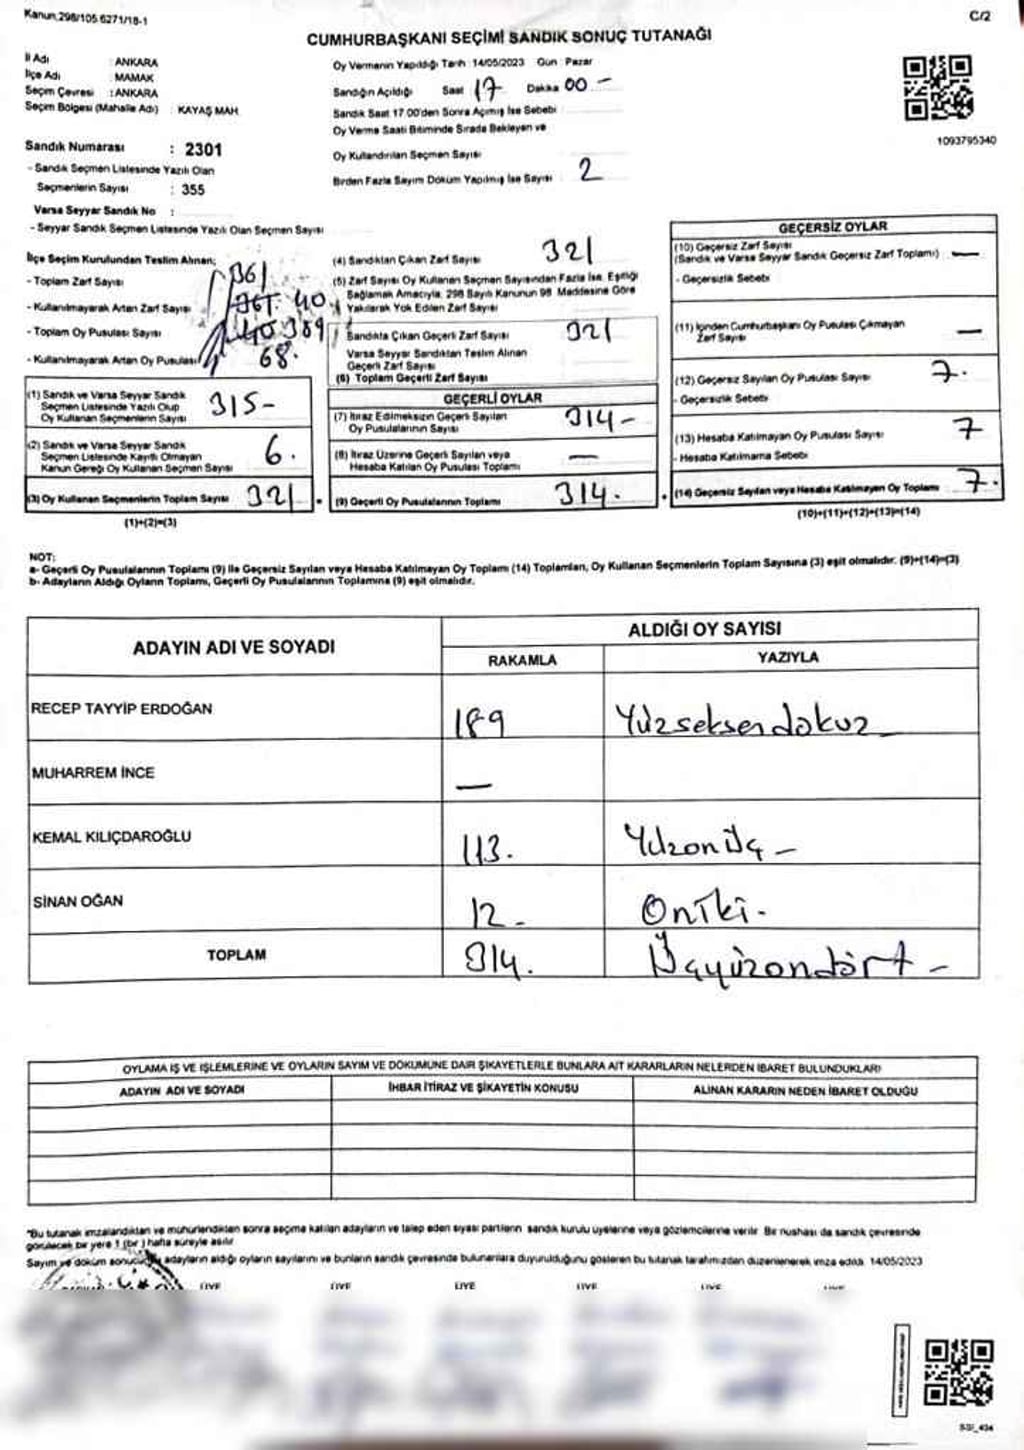 Kanun,298/105 6271/18-1
C/2
CUMHURBAŞKANI SEÇİMİ SANDIK SONUÇ TUTANAĞI
İl Adı : ANKARA
İlçe Adı : MAMAK
Seçim Çevresi : ANKARA
Seçim Bölgesi (Mahalle Adı) : KAYAŞ MAH
Oy Vermenin Yapıldığı Tarih :14/05/2023 Gün : Pazar
Sandığın Açıldığı Saat 17 Dakika 00 -
Sandık Saat 17.00'den Sonra Açılmış İse Sebebi
Oy Verme Saati Bitiminde Sırada Bekleyen ve
Oy Kullandırılan Seçmen Sayısı
Birden Fazla Sayım Döküm Yapılmış İse Sayısı : 2
1093795340
Sandık Numarası : 2301
- Sandık Seçmen Listesinde Yazılı Olan
Seçmenlerin Sayısı : 355
Varsa Seyyar Sandık No :
- Seyyar Sandık Seçmen Listesinde Yazılı Olan Seçmen Sayısı
İlçe Seçim Kurulundan Teslim Alınan;
- Toplam Zarf Sayısı 361
- Kullanılmayarak Artan Zarf Sayısı 40
- Toplam Oy Pusulası Sayısı 389
- Kullanılmayarak Artan Oy Pusulası 68.
(1) Sandık ve Varsa Seyyar Sandık
Seçmen Listesinde Yazılı Olup
Oy Kullanan Seçmenlerin Sayısı 315-
(2) Sandık ve Varsa Seyyar Sandık
Seçmen Listesinde Kayıtlı Olmayan
Kanun Gereği Oy Kullanan Seçmen Sayısı 6.
(3) Oy Kullanan Seçmenlerin Toplam Sayısı 321.
(1)+(2)=(3)
(4) Sandıktan Çıkan Zarf Sayısı 321
(5) Zarf Sayısı Oy Kullanan Seçmen Sayısından Fazla İse, Eşitliği
Sağlamak Amacıyla, 298 Sayılı Kanunun 98. Maddesine Göre
Yakılarak Yok Edilen Zarf Sayısı
Sandıkta Çıkan Geçerli Zarf Sayısı 321
Varsa Seyyar Sandıktan Teslim Alınan
Geçerli Zarf Sayısı
(6) Toplam Geçerli Zarf Sayısı
GEÇERLİ OYLAR
(7) İtiraz Edilmeksizin Geçerli Sayılan
Oy Pusulalarının Sayısı 314-
(8) İtiraz Üzerine Geçerli Sayılan veya
Hesaba Katılan Oy Pusulası Toplamı —
(9) Geçerli Oy Pusulalarının Toplamı 314.
GEÇERSİZ OYLAR
(10) Geçersiz Zarf Sayısı
(Sandık ve Varsa Seyyar Sandık Geçersiz Zarf Toplamı) —
- Geçersizlik Sebebi
(11) İçinden Cumhurbaşkanı Oy Pusulası Çıkmayan
Zarf Sayısı —
(12) Geçersiz Sayılan Oy Pusulası Sayısı 7.
- Geçersizlik Sebebi
(13) Hesaba Katılmayan Oy Pusulası Sayısı 7
- Hesaba Katılmama Sebebi
(14) Geçersiz Sayılan veya Hesaba Katılmayan Oy Toplamı 7.
(10)+(11)+(12)+(13)=(14)
NOT:
a- Geçerli Oy Pusulalarının Toplamı (9) ile Geçersiz Sayılan veya Hesaba Katılmayan Oy Toplamı (14) Toplamları, Oy Kullanan Seçmenlerin Toplam Sayısına (3) eşit olmalıdır. (9)+(14)=(3)
b- Adayların Aldığı Oyların Toplamı, Geçerli Oy Pusulalarının Toplamına (9) eşit olmalıdır.
ADAYIN ADI VE SOYADI
ALDIĞI OY SAYISI
RAKAMLA YAZIYLA
RECEP TAYYİP ERDOĞAN 189 Yüzseksendokuz
MUHARREM İNCE —
KEMAL KILIÇDAROĞLU 113. Yüzonüç -
SİNAN OĞAN 12 - Oniki -
TOPLAM 314. Üçyüzondört -
OYLAMA İŞ VE İŞLEMLERİNE VE OYLARIN SAYIM VE DÖKÜMÜNE DAİR ŞİKAYETLERLE BUNLARA AİT KARARLARIN NELERDEN İBARET BULUNDUKLARI
ADAYIN ADI VE SOYADI İHBAR İTİRAZ VE ŞİKAYETİN KONUSU ALINAN KARARIN NEDEN İBARET OLDUĞU
*Bu tutanak imzalandıktan ve mühürlendikten sonra seçime katılan adayların ve talep eden siyasi partilerin sandık kurulu üyelerine veya gözlemcilerine verilir. Bir nüshası da sandık çevresinde
görülecek bir yere 1 (bir) hafta süreyle asılır
Sayım ve döküm sonucunda adayların aldığı oyların sayılarını ve bunların sandık çevresinde bulunanlara duyurulduğunu gösteren bu tutanak tarafımızdan düzenlenerek imza edildi. 14/05/2023
ÜYE ÜYE ÜYE ÜYE ÜYE